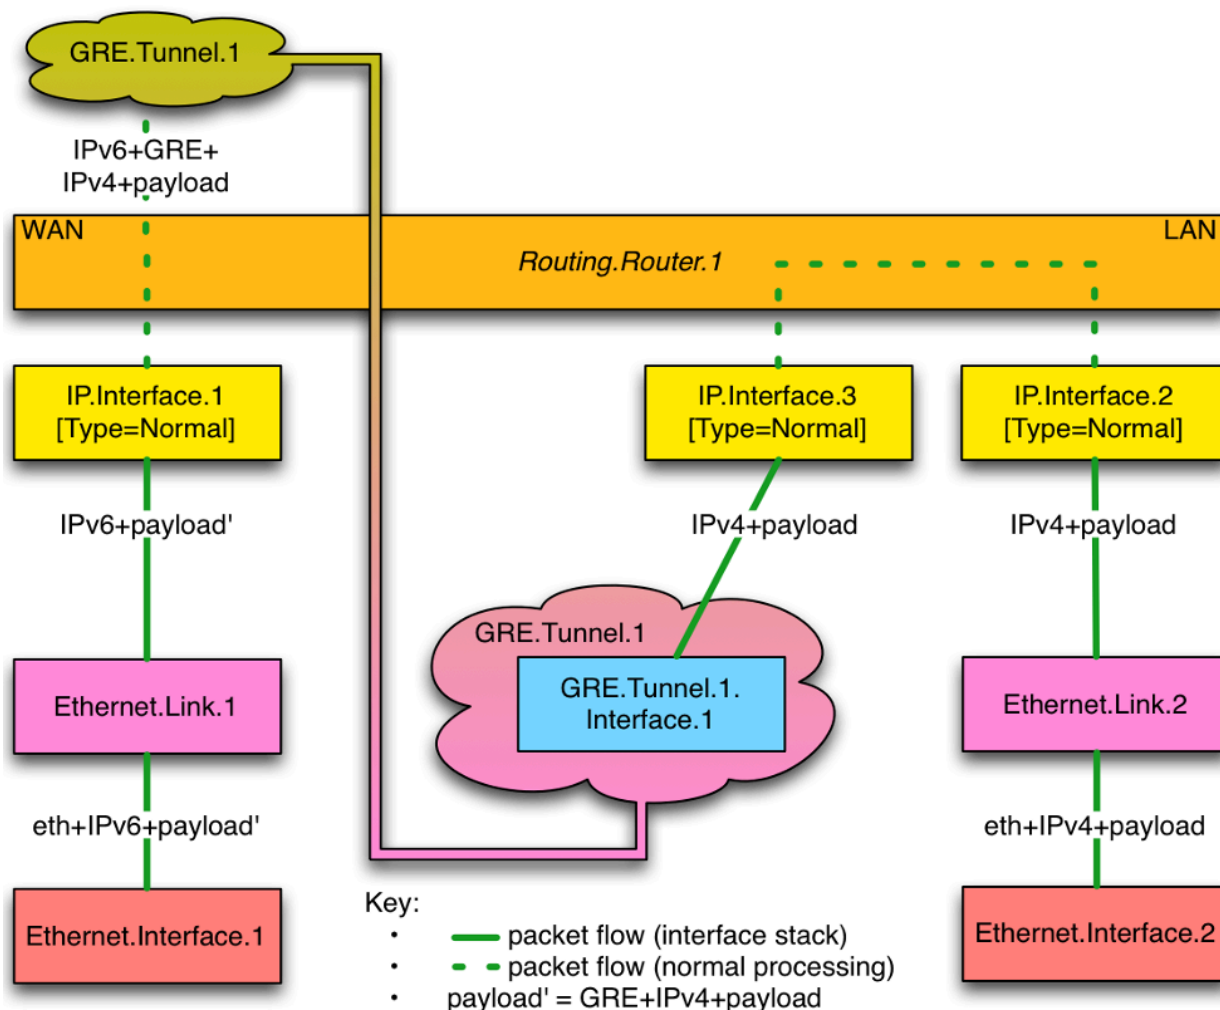 GRE.Tunnel.1
IPv6+GRE+
IPv4+payload
WAN
LAN
Routing.Router.1
IP.Interface.1
[Type=Normal]
IP.Interface.3
[Type=Normal]
IP.Interface.2
[Type=Normal]
IPv6+payload'
IPv4+payload
IPv4+payload
GRE.Tunnel.1
GRE.Tunnel.1.
Interface.1
Ethernet.Link.1
Ethernet.Link.2
eth+IPv6+payload'
eth+IPv4+payload
Ethernet.Interface.1
Ethernet.Interface.2
Key:
• packet flow (interface stack)
• packet flow (normal processing)
• payload' = GRE+IPv4+payload